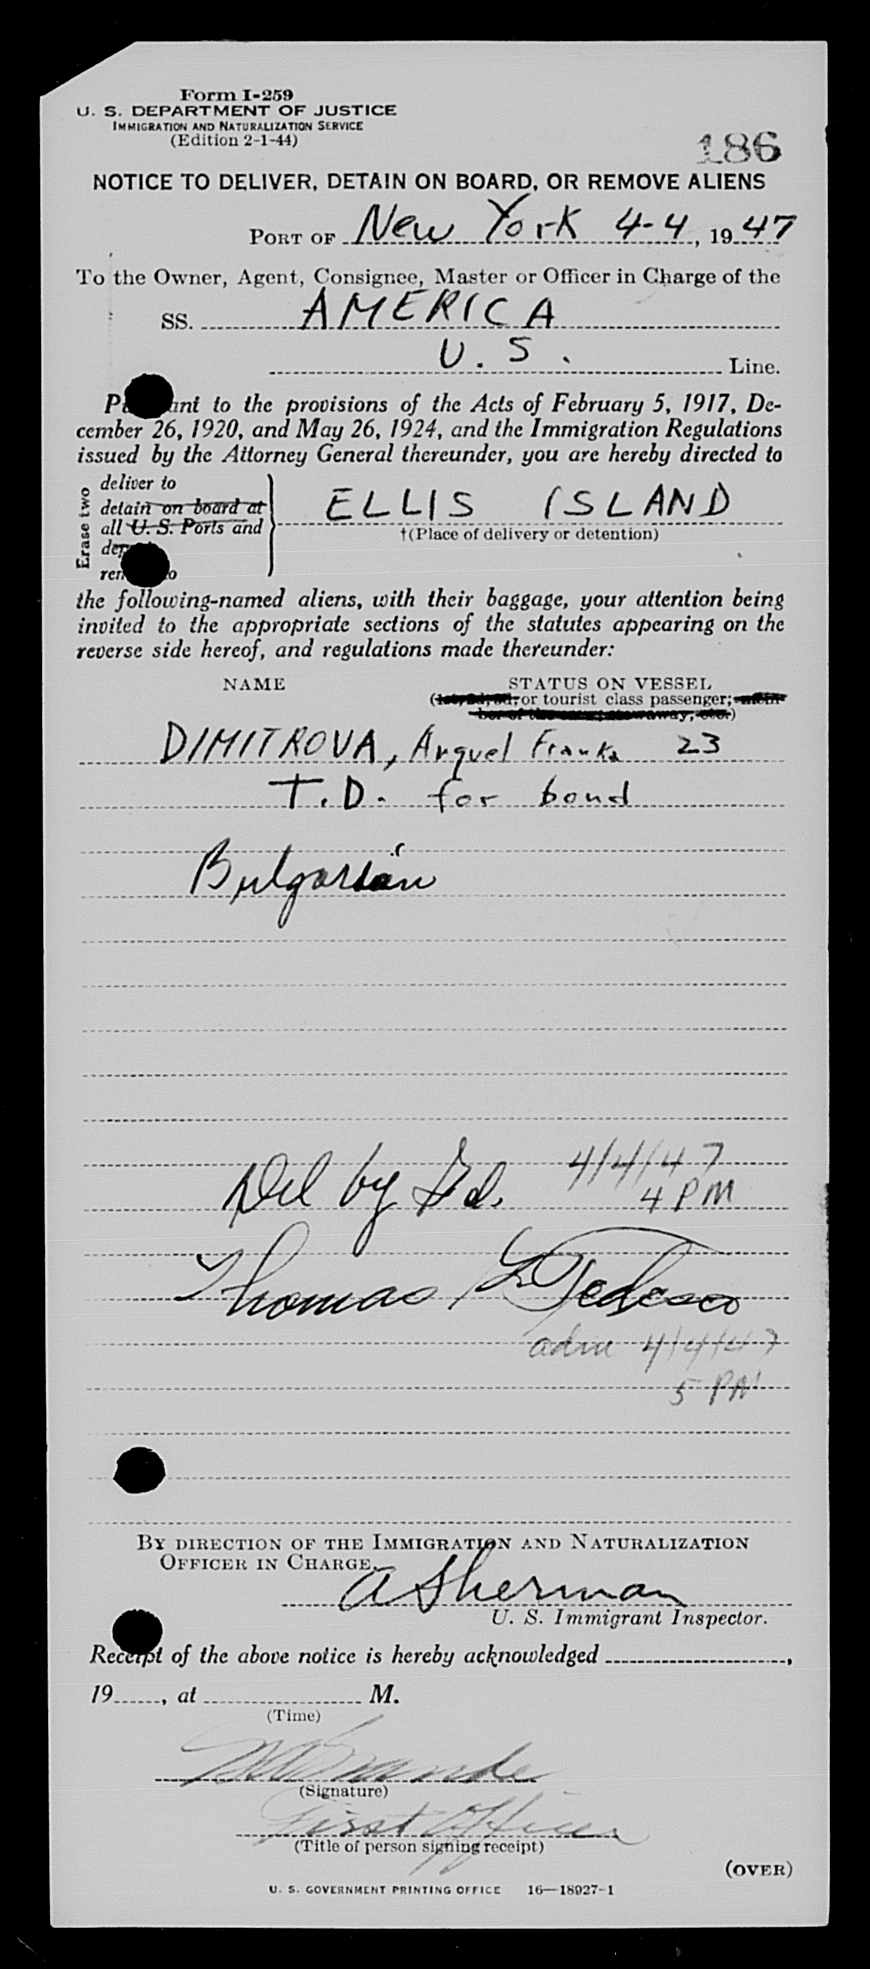 Form I-259
U. S. DEPARTMENT OF JUSTICE
IMMIGRATION AND NATURALIZATION SERVICE
(Edition 2-1-44)
186
NOTICE TO DELIVER, DETAIN ON BOARD, OR REMOVE ALIENS
PORT OF New York 4-4, 1947
To the Owner, Agent, Consignee, Master or Officer in Charge of the
SS. AMERICA
U. S. Line.
ant to the provisions of the Acts of February 5, 1917, De-
cember 26, 1920, and May 26, 1924, and the Immigration Regulations
issued by the Attorney General thereunder, you are hereby directed to
Erase two
deliver to
detain on board at
all U. S. Ports and
ELLIS ISLAND
†(Place of delivery or detention)
the following-named aliens, with their baggage, your attention being
invited to the appropriate sections of the statutes appearing on the
reverse side hereof, and regulations made thereunder:
NAME STATUS ON VESSEL
or tourist class passenger;
DIMITROVA, 23
T.D. for bond
Bulgarian
Del by Gd. 4/4/47
4 PM
Thomas L Tedesco
adm 4/4/47
5 PM
BY DIRECTION OF THE IMMIGRATION AND NATURALIZATION
OFFICER IN CHARGE.
A Sherman
U. S. Immigrant Inspector.
Receipt of the above notice is hereby acknowledged ,
19 , at M.
(Time)
(Signature)
First Officer
(Title of person signing receipt)
(OVER)
U. S. GOVERNMENT PRINTING OFFICE 16—18927-1